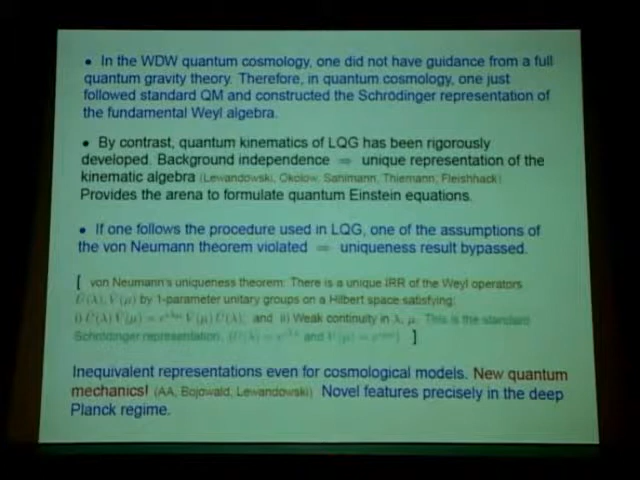 • In the WDW quantum cosmology, one did not have guidance from a full
quantum gravity theory. Therefore, in quantum cosmology, one just
followed standard QM and constructed the Schrödinger representation of
the fundamental Weyl algebra.
• By contrast, quantum kinematics of LQG has been rigorously
developed. Background independence ⇒ unique representation of the
kinematic algebra (Lewandowski, Okolow, Sahlmann, Thiemann; Fleishhack)
Provides the arena to formulate quantum Einstein equations.
• If one follows the procedure used in LQG, one of the assumptions of
the von Neumann theorem violated ⇒ uniqueness result bypassed.
[ von Neumann's uniqueness theorem: There is a unique IRR of the Weyl operators
U(λ), V(μ) by 1-parameter unitary groups on a Hilbert space satisfying:
i) U(λ) V(μ) = V(μ) U(λ); and ii) Weak continuity in λ, μ. This is the standard
Schrödinger representation. U(λ) = and V(μ) = ]
Inequivalent representations even for cosmological models. New quantum
mechanics! (AA, Bojowald, Lewandowski) Novel features precisely in the deep
Planck regime.